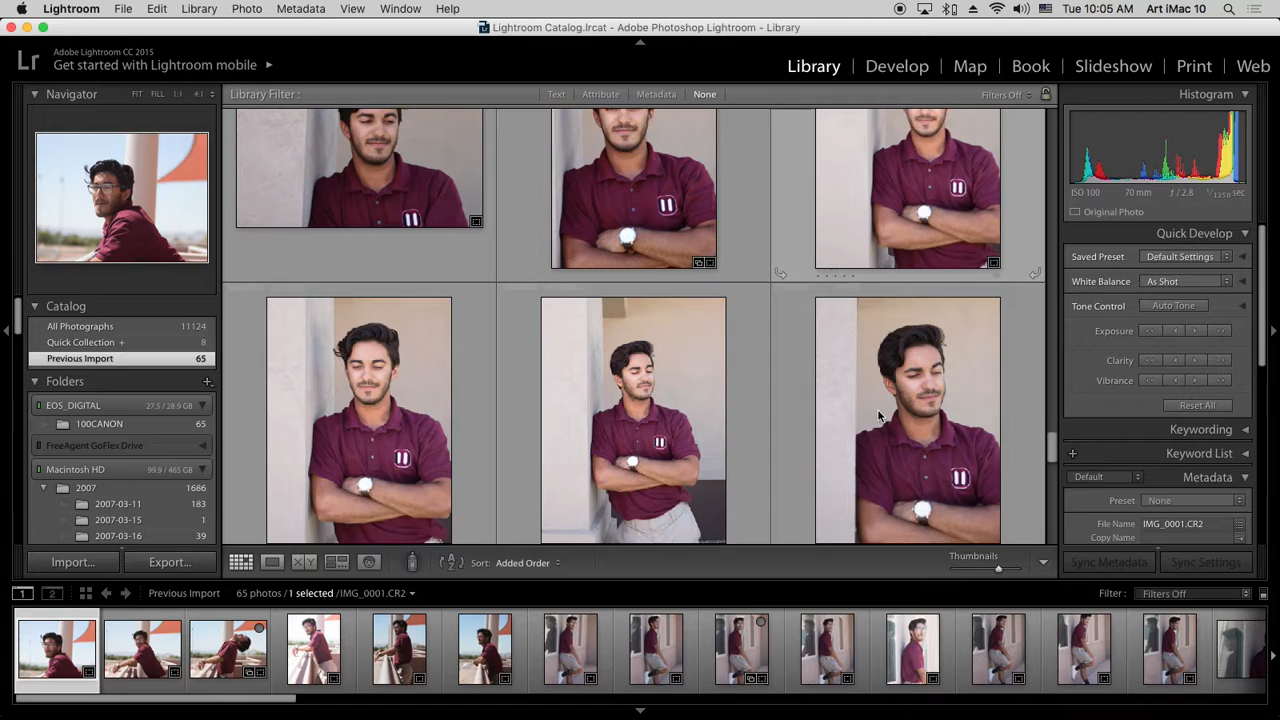 Lightroom File Edit Library Photo Metadata View Window Help Tue 10:05 AM Art iMac 10
Lightroom Catalog.lrcat - Adobe Photoshop Lightroom - Library
Lr Adobe Lightroom CC 2015
Get started with Lightroom mobile
Library Develop Map Book Slideshow Print Web
Navigator FIT FILL 1:1 4:1
Library Filter : Text Attribute Metadata None Filters Off
Histogram
ISO 100 70 mm ƒ / 2.8 1/1250 sec
Original Photo
Quick Develop
Saved Preset Default Settings
White Balance As Shot
Tone Control Auto Tone
Exposure
Clarity
Vibrance
Reset All
Keywording
Keyword List
Default Metadata
Preset None
File Name IMG_0001.CR2
Copy Name
Catalog
All Photographs 11124
Quick Collection + 8
Previous Import 65
Folders
EOS_DIGITAL 27.5 / 28.9 GB
100CANON 65
FreeAgent GoFlex Drive
Macintosh HD 99.9 / 465 GB
2007 1686
2007-03-11 183
2007-03-15 1
2007-03-16 39
Import... Export...
XY Sort: Added Order Thumbnails
Sync Metadata Sync Settings
1 2 Previous Import 65 photos / 1 selected / IMG_0001.CR2 Filter : Filters Off